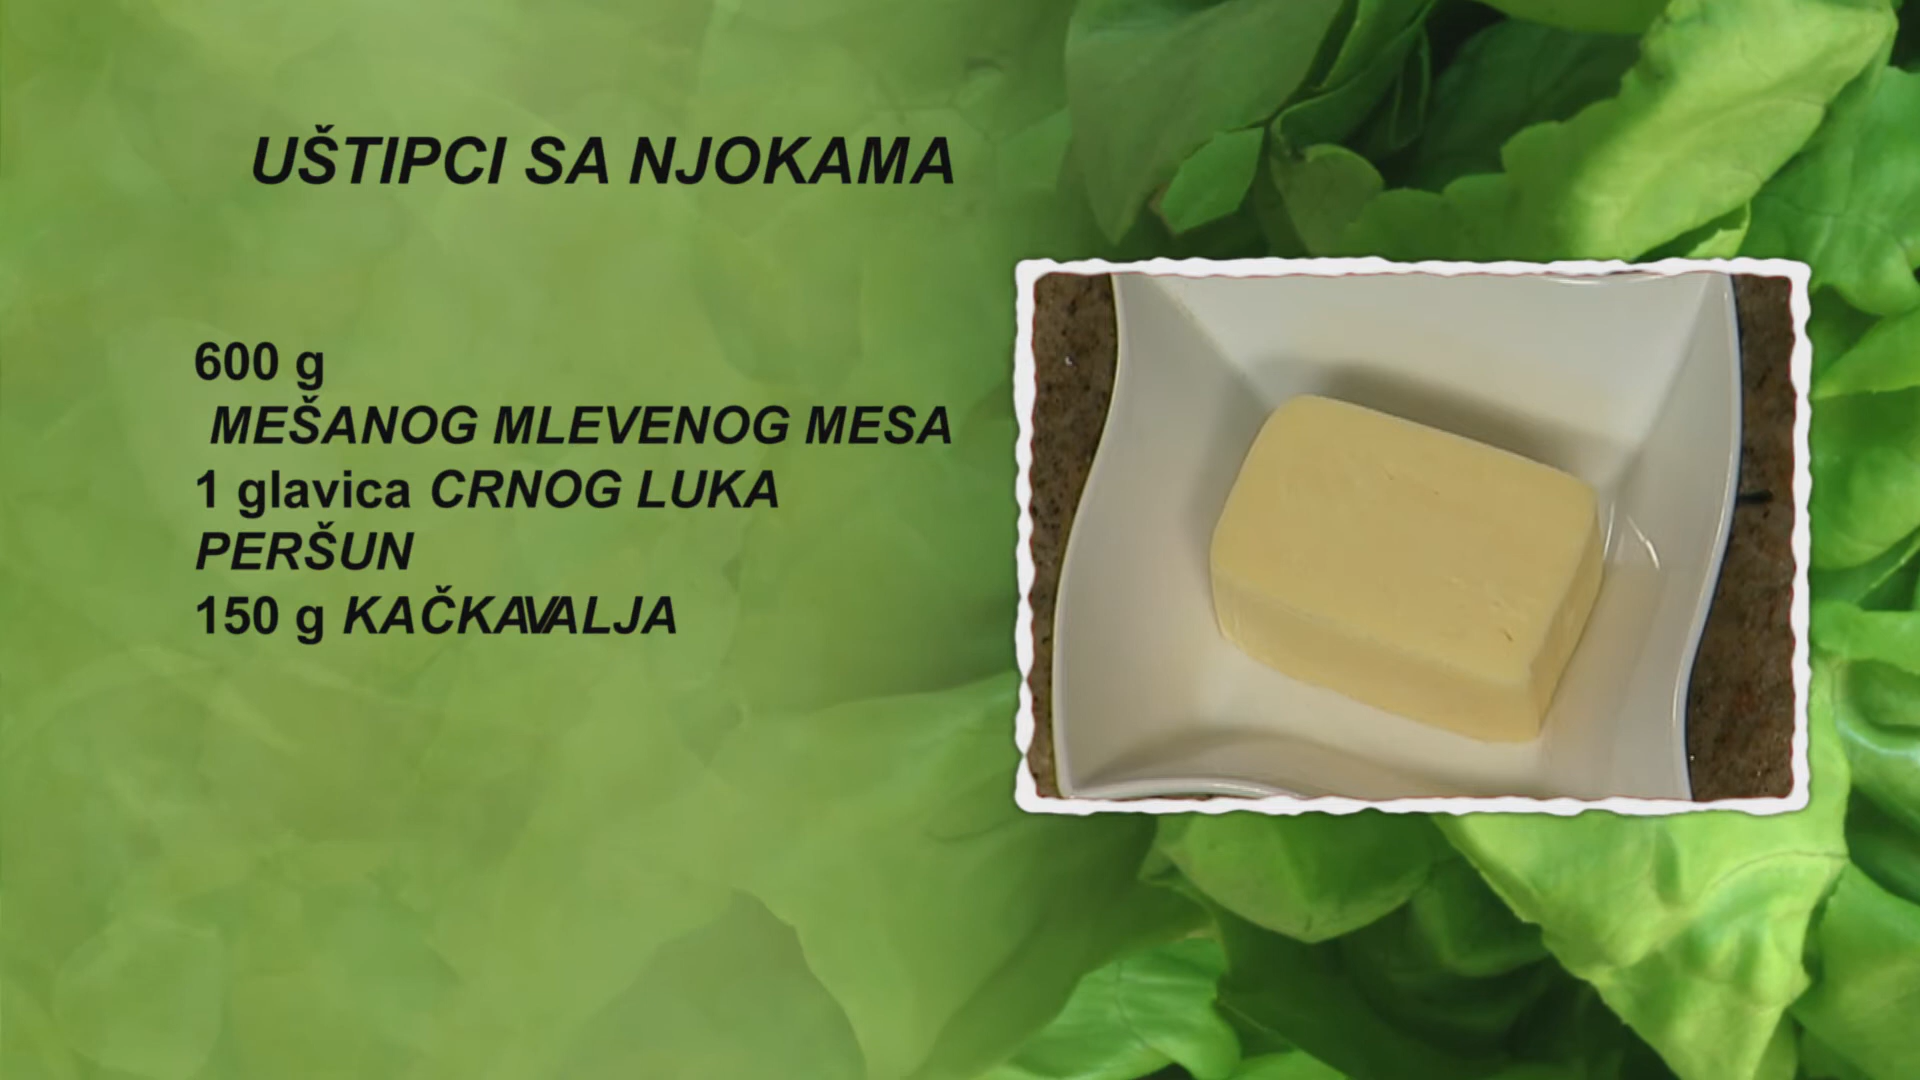 UŠTIPCI SA NJOKAMA
600 g
MEŠANOG MLEVENOG MESA
1 glavica CRNOG LUKA
PERŠUN
150 g KAČKAVALJA